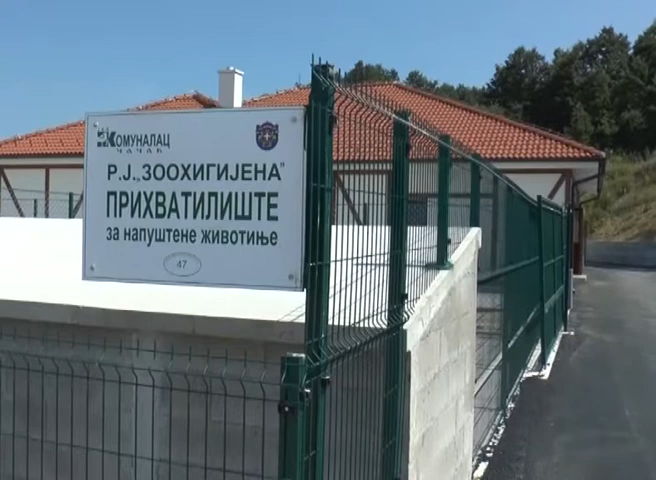 КОМУНАЛАЦ
ЧАЧАК
Р.Ј.„ЗООХИГИЈЕНА”
ПРИХВАТИЛИШТЕ
за напуштене животиње
47